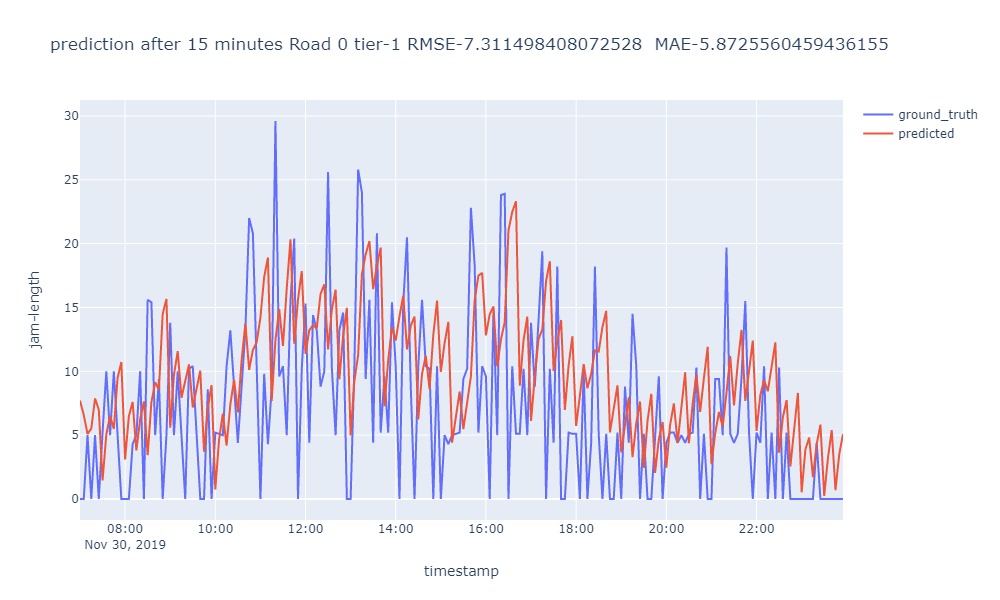 prediction after 15 minutes Road 0 tier-1 RMSE-7.311498408072528  MAE-5.8725560459436155
ground_truth
predicted
30
25
20
15
10
5
0
jam-length
08:00 10:00 12:00 14:00 16:00 18:00 20:00 22:00
Nov 30, 2019
timestamp